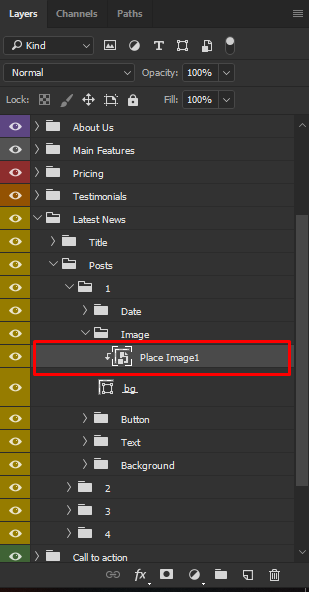 Layers Channels Paths
Kind
Normal Opacity: 100%
Lock: Fill: 100%
About Us
Main Features
Pricing
Testimonials
Latest News
Title
Posts
1
Date
Image
Place Image1
bg
Button
Text
Background
2
3
4
Call to action
fx